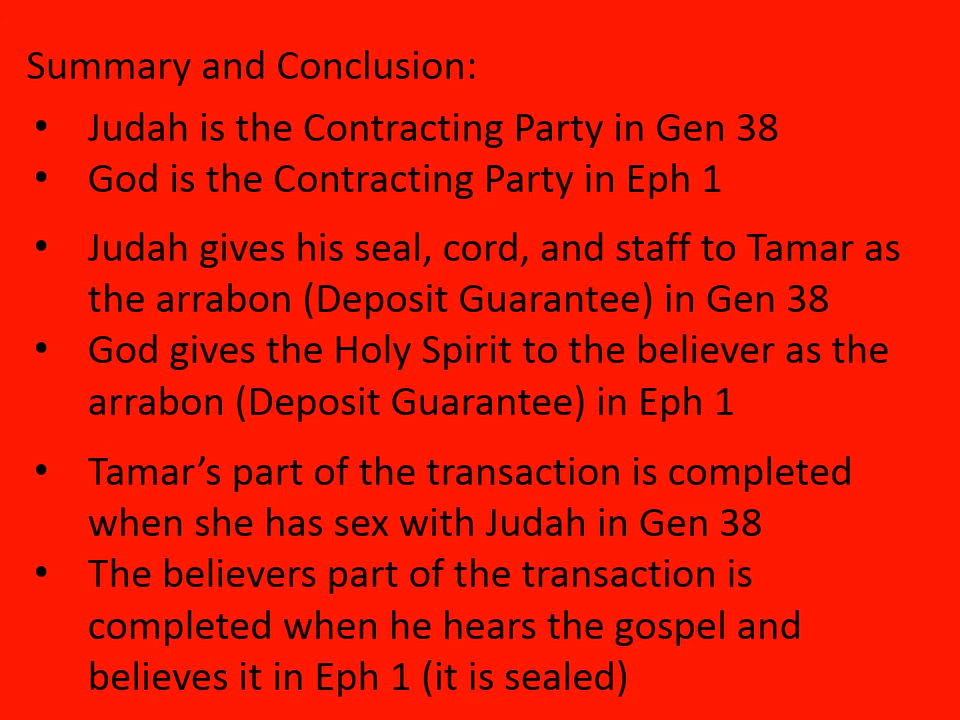 Summary and Conclusion:
• Judah is the Contracting Party in Gen 38
• God is the Contracting Party in Eph 1
• Judah gives his seal, cord, and staff to Tamar as
the arrabon (Deposit Guarantee) in Gen 38
• God gives the Holy Spirit to the believer as the
arrabon (Deposit Guarantee) in Eph 1
• Tamar’s part of the transaction is completed
when she has sex with Judah in Gen 38
• The believers part of the transaction is
completed when he hears the gospel and
believes it in Eph 1 (it is sealed)